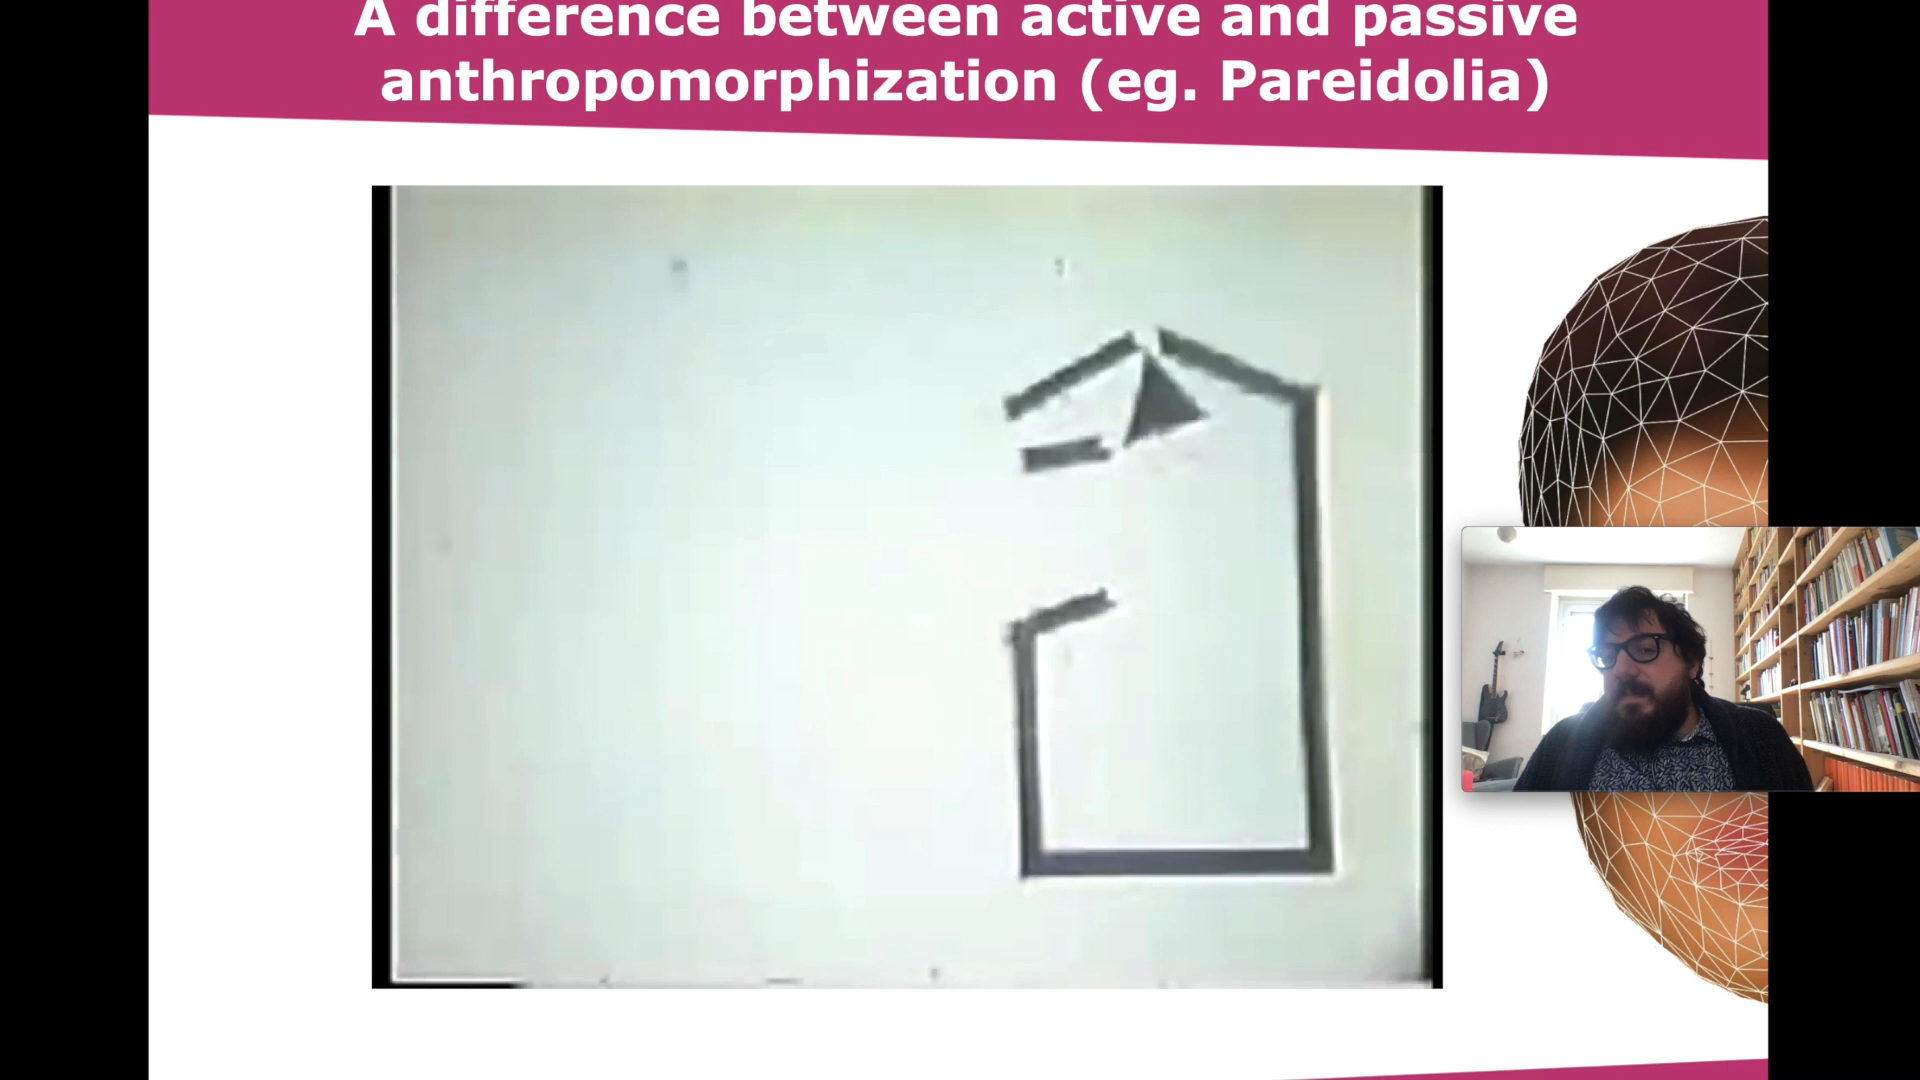 A difference between active and passive
anthropomorphization (eg. Pareidolia)